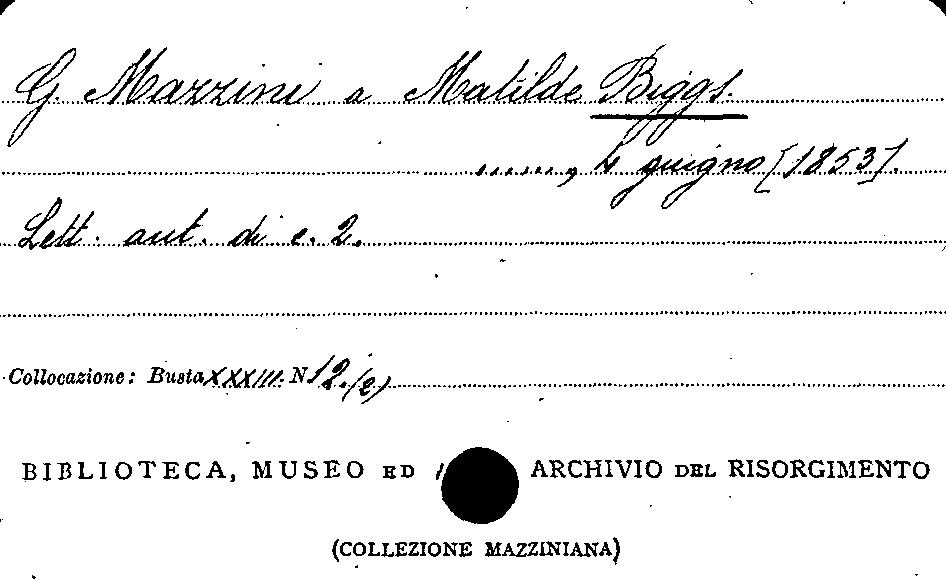 G. Mazzini a Matilde Biggs.
......, 4 giugno [1853].
Lett. aut. di c. 2.
Collocazione: Busta XXXIII. N 12. (2)
BIBLIOTECA, MUSEO ED ARCHIVIO DEL RISORGIMENTO
(COLLEZIONE MAZZINIANA)